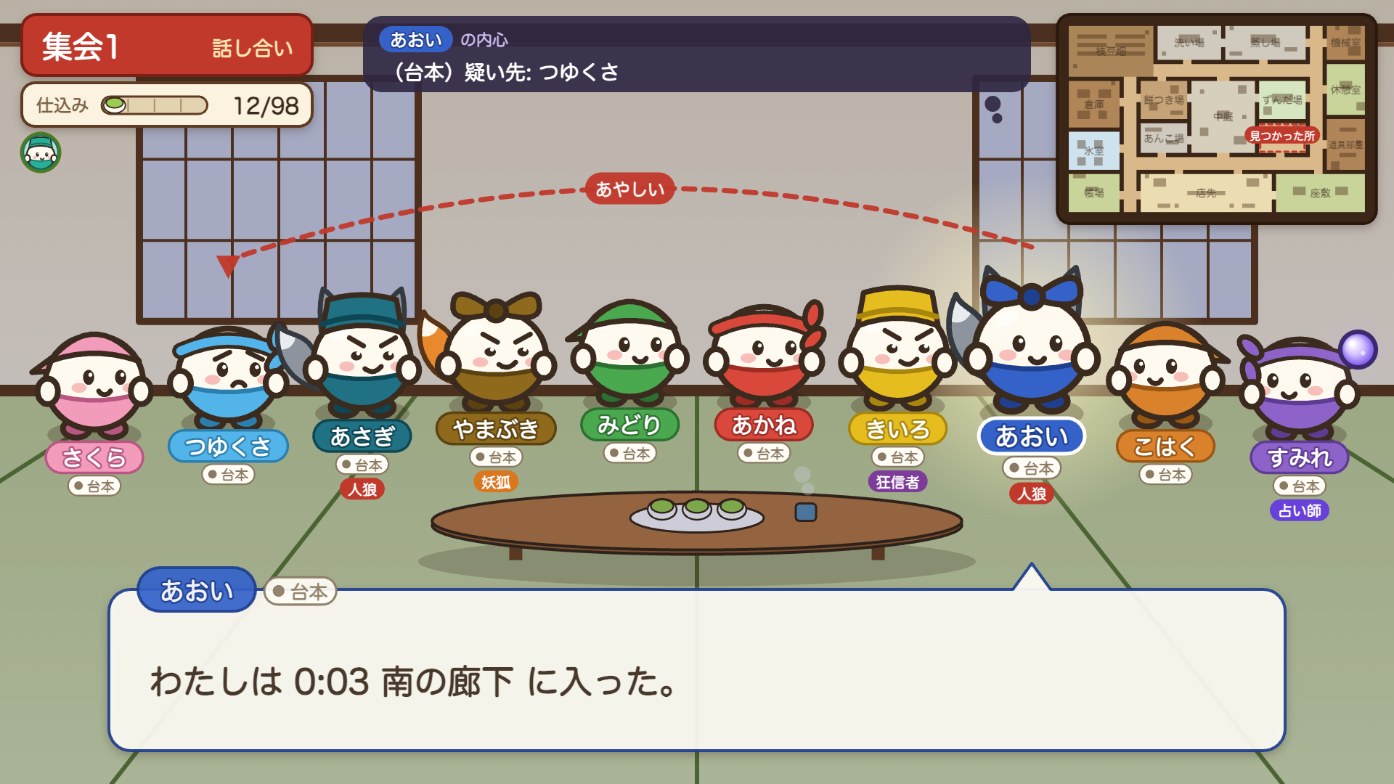 集会1
話し合い
仕込み 12/98
あおい の内心
（台本）疑い先: つゆくさ
枝豆畑
洗い場
蒸し場
機械室
倉庫
餅つき場
中庭
ずんだ場
休憩室
あんこ場
見つかった所
道具部屋
氷室
店先
座敷
あやしい
さくら
台本
つゆくさ
台本
あさぎ
台本
人狼
やまぶき
台本
妖狐
みどり
台本
あかね
台本
きいろ
台本
狂信者
あおい
台本
人狼
こはく
台本
すみれ
台本
占い師
あおい 台本
わたしは 0:03 南の廊下 に入った。